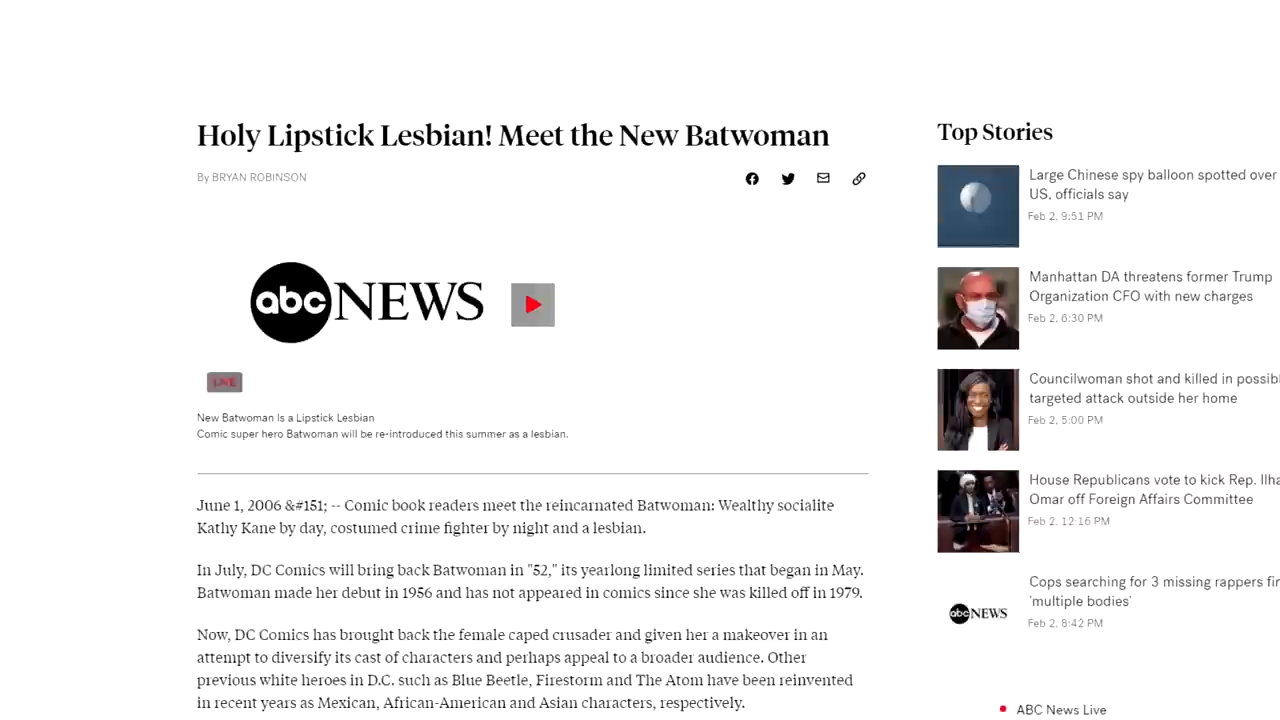 Holy Lipstick Lesbian! Meet the New Batwoman
By BRYAN ROBINSON
abc NEWS
LIVE
New Batwoman Is a Lipstick Lesbian
Comic super hero Batwoman will be re-introduced this summer as a lesbian.
June 1, 2006 &#151; -- Comic book readers meet the reincarnated Batwoman: Wealthy socialite
Kathy Kane by day, costumed crime fighter by night and a lesbian.
In July, DC Comics will bring back Batwoman in "52," its yearlong limited series that began in May.
Batwoman made her debut in 1956 and has not appeared in comics since she was killed off in 1979.
Now, DC Comics has brought back the female caped crusader and given her a makeover in an
attempt to diversify its cast of characters and perhaps appeal to a broader audience. Other
previous white heroes in D.C. such as Blue Beetle, Firestorm and The Atom have been reinvented
in recent years as Mexican, African-American and Asian characters, respectively.
Top Stories
Large Chinese spy balloon spotted over
US, officials say
Feb 2, 9:51 PM
Manhattan DA threatens former Trump
Organization CFO with new charges
Feb 2, 6:30 PM
Councilwoman shot and killed in possibl
targeted attack outside her home
Feb 2, 5:00 PM
House Republicans vote to kick Rep. Ilha
Omar off Foreign Affairs Committee
Feb 2, 12:16 PM
Cops searching for 3 missing rappers fir
'multiple bodies'
abc NEWS
Feb 2, 8:42 PM
ABC News Live